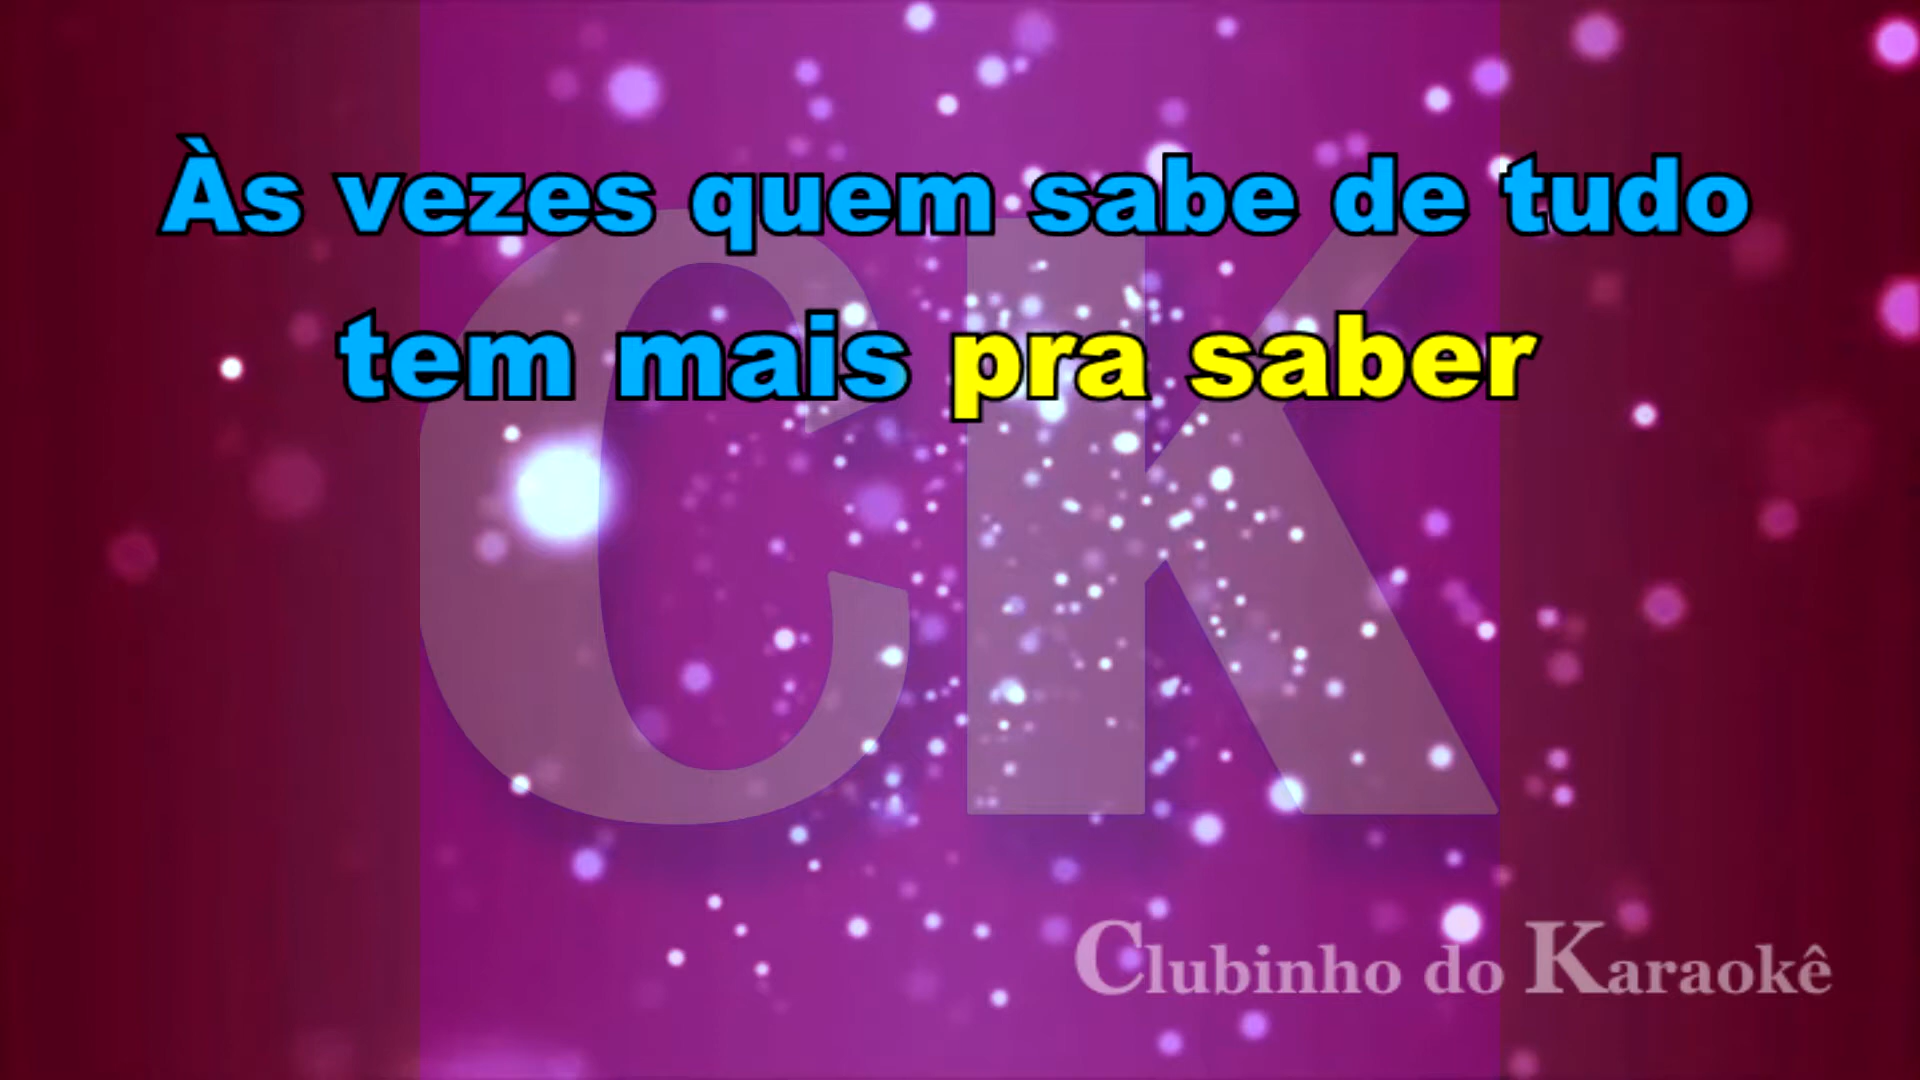 Às vezes quem sabe de tudo
tem mais pra saber
CK
Clubinho do Karaokê